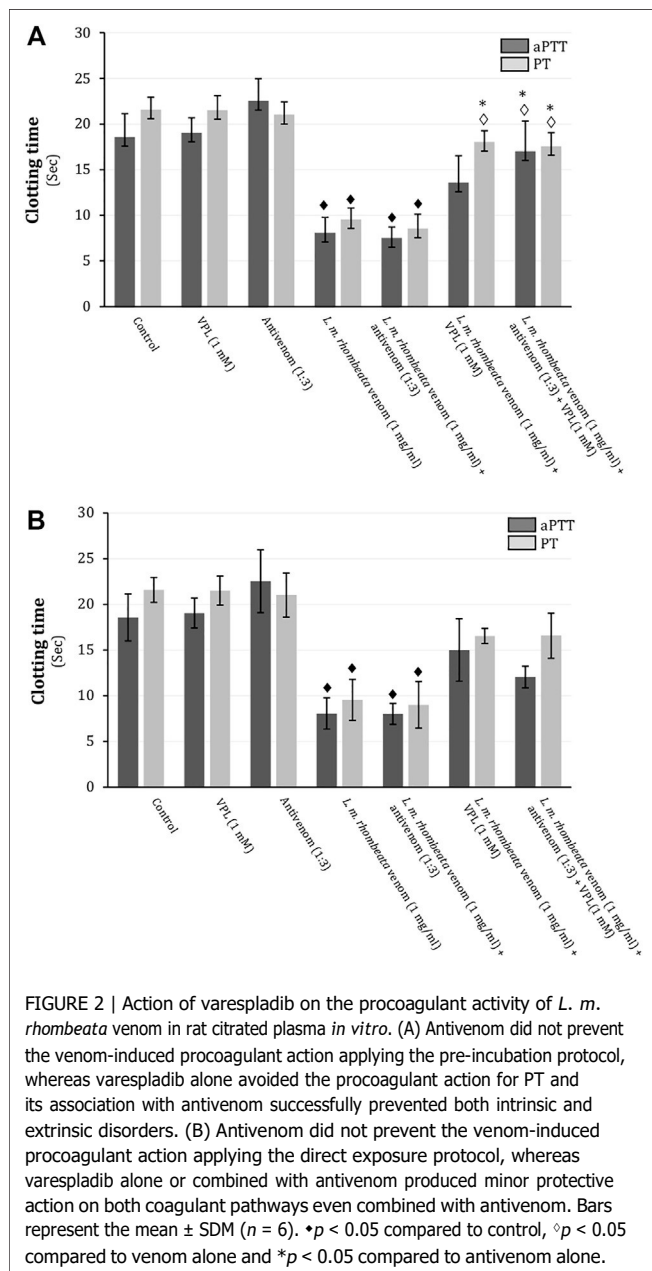 A
aPTT
PT
30
25
20
15
10
5
0
Clotting time
(Sec)
* *
* ◊ *
◊ ◊
◆ ◆ ◆ ◆
Control
VPL (1 mM)
Antivenom (1:3)
L. m. rhombeata venom (1 mg/ml)
L. m. rhombeata venom (1 mg/ml) +
antivenom (1:3)
L. m. rhombeata venom (1 mg/ml) +
VPL (1 mM)
L. m. rhombeata venom (1 mg/ml) +
antivenom (1:3) + VPL(1 mM)
B
aPTT
PT
30
25
20
15
10
5
0
Clotting time
(Sec)
◆ ◆ ◆ ◆
Control
VPL (1 mM)
Antivenom (1:3)
L. m. rhombeata venom (1 mg/ml)
L. m. rhombeata venom (1 mg/ml) +
antivenom (1:3)
L. m. rhombeata venom (1 mg/ml) +
VPL (1 mM)
L. m. rhombeata venom (1 mg/ml) +
antivenom (1:3) + VPL(1 mM)
FIGURE 2 | Action of varespladib on the procoagulant activity of L. m.
rhombeata venom in rat citrated plasma in vitro. (A) Antivenom did not prevent
the venom-induced procoagulant action applying the pre-incubation protocol,
whereas varespladib alone avoided the procoagulant action for PT and
its association with antivenom successfully prevented both intrinsic and
extrinsic disorders. (B) Antivenom did not prevent the venom-induced
procoagulant action applying the direct exposure protocol, whereas
varespladib alone or combined with antivenom produced minor protective
action on both coagulant pathways even combined with antivenom. Bars
represent the mean ± SDM (n = 6). ◆p < 0.05 compared to control, ◊p < 0.05
compared to venom alone and *p < 0.05 compared to antivenom alone.